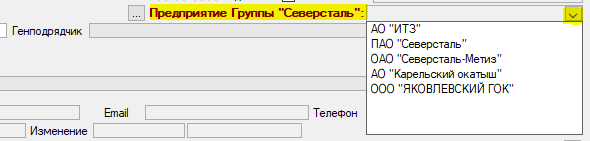 ... Предприятие Группы "Северсталь":
АО "ИТЗ"
Генподрядчик
ПАО "Северсталь"
ОАО "Северсталь-Метиз"
АО "Карельский окатыш"
ООО "ЯКОВЛЕВСКИЙ ГОК"
Email Телефон
Изменение